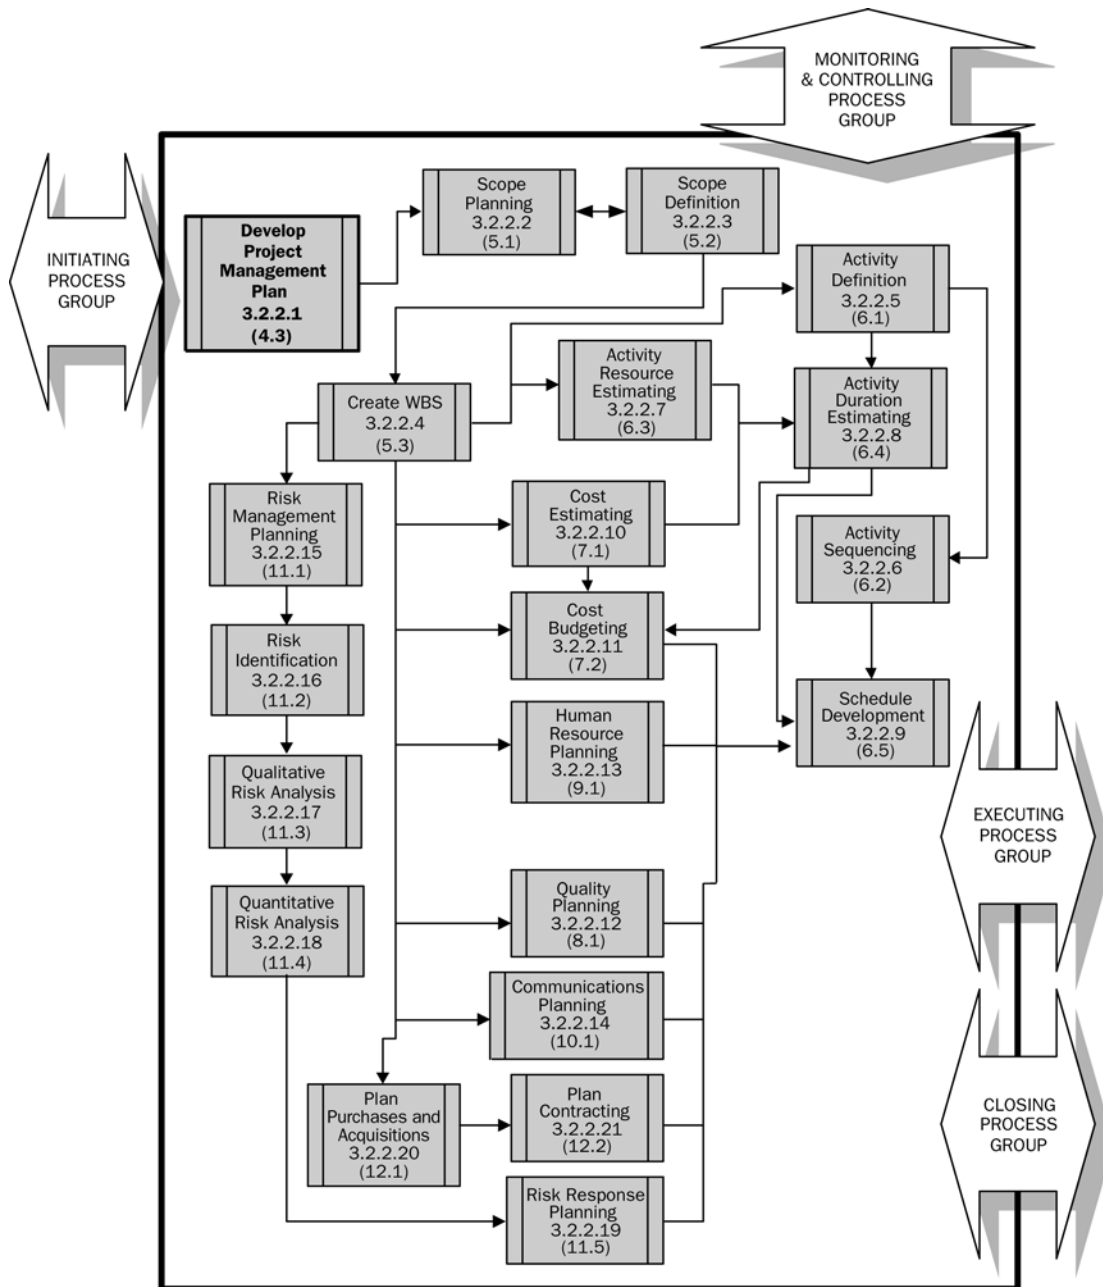 MONITORING
& CONTROLLING
PROCESS
GROUP
INITIATING
PROCESS
GROUP
Develop
Project
Management
Plan
3.2.2.1
(4.3)
Scope
Planning
3.2.2.2
(5.1)
Scope
Definition
3.2.2.3
(5.2)
Activity
Definition
3.2.2.5
(6.1)
Activity
Resource
Estimating
3.2.2.7
(6.3)
Activity
Duration
Estimating
3.2.2.8
(6.4)
Create WBS
3.2.2.4
(5.3)
Risk
Management
Planning
3.2.2.15
(11.1)
Cost
Estimating
3.2.2.10
(7.1)
Activity
Sequencing
3.2.2.6
(6.2)
Risk
Identification
3.2.2.16
(11.2)
Cost
Budgeting
3.2.2.11
(7.2)
Human
Resource
Planning
3.2.2.13
(9.1)
Schedule
Development
3.2.2.9
(6.5)
Qualitative
Risk Analysis
3.2.2.17
(11.3)
EXECUTING
PROCESS
GROUP
Quantitative
Risk Analysis
3.2.2.18
(11.4)
Quality
Planning
3.2.2.12
(8.1)
Communications
Planning
3.2.2.14
(10.1)
Plan
Purchases and
Acquisitions
3.2.2.20
(12.1)
Plan
Contracting
3.2.2.21
(12.2)
CLOSING
PROCESS
GROUP
Risk Response
Planning
3.2.2.19
(11.5)